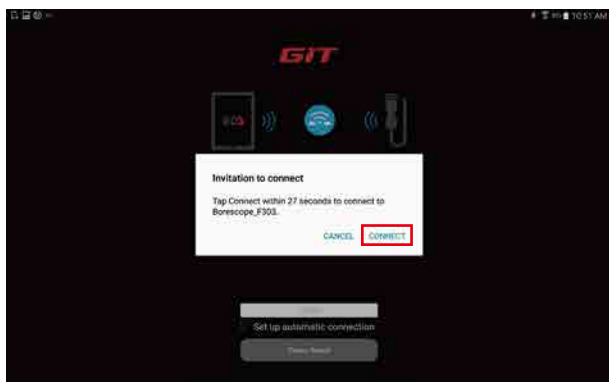 10:51 AM
GIT
Invitation to connect
Tap Connect within 27 seconds to connect to
Borescope_F303.
CANCEL CONNECT
Set up automatic connection